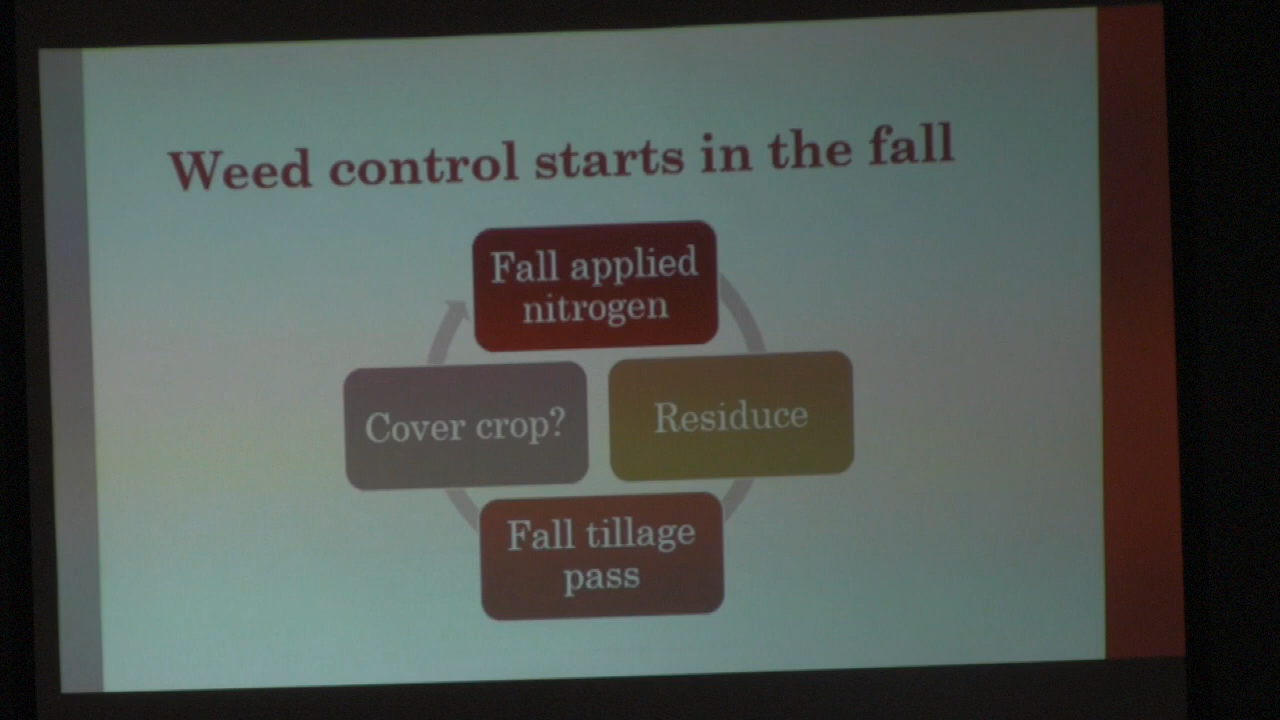 Weed control starts in the fall
Fall applied
nitrogen
Cover crop?
Residuce
Fall tillage
pass